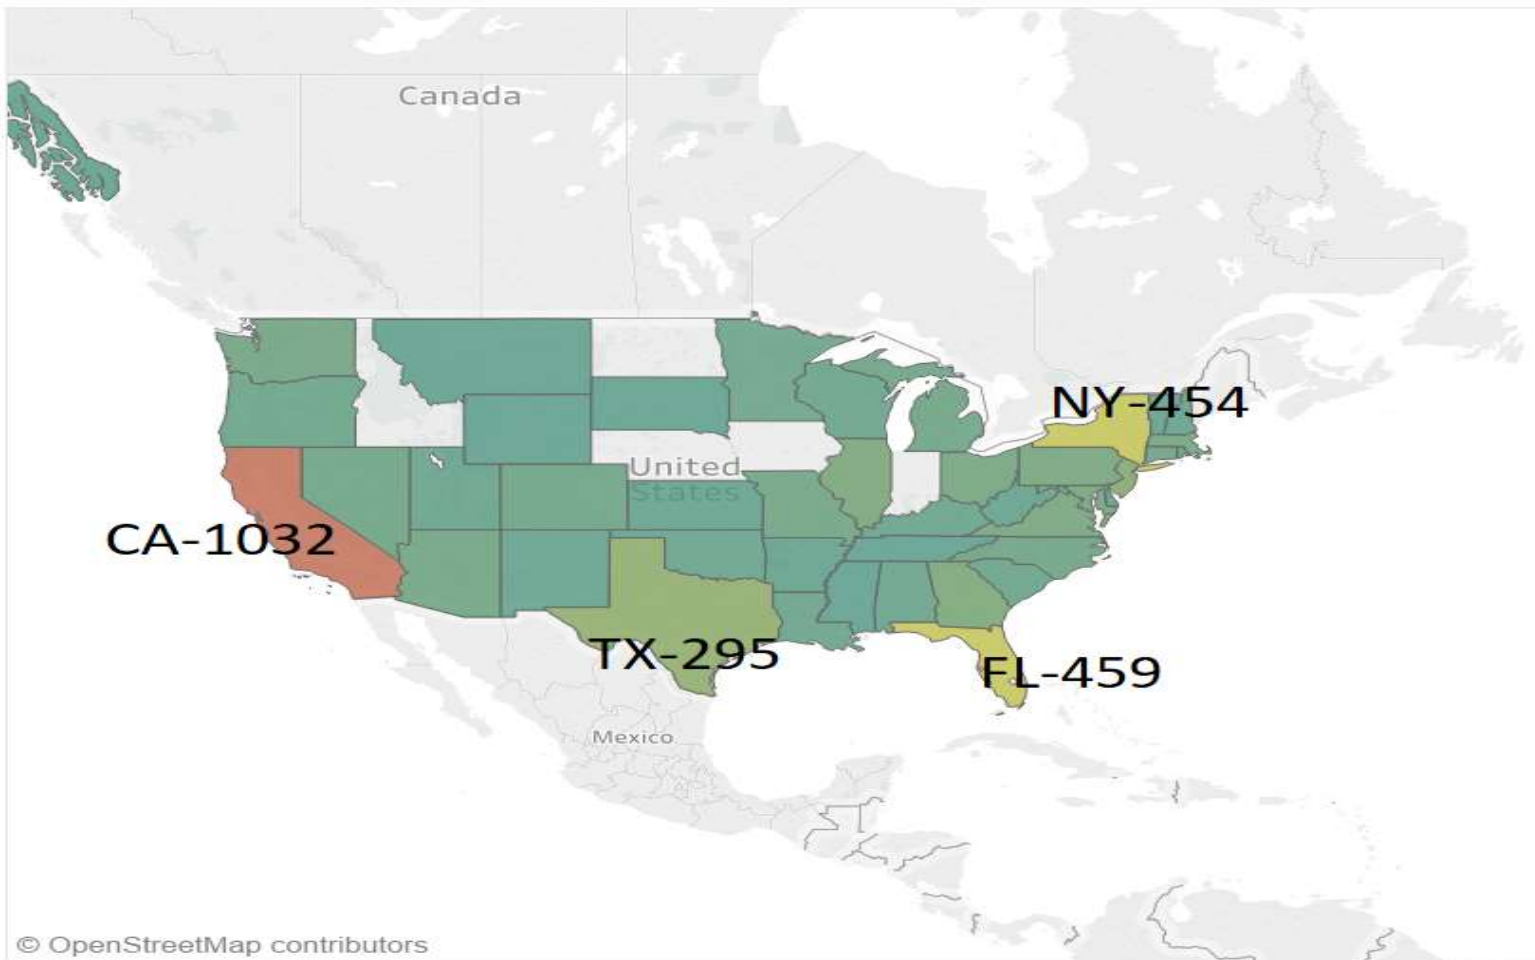 Canada
NY-454
United
States
CA-1032
TX-295
FL-459
Mexico
© OpenStreetMap contributors